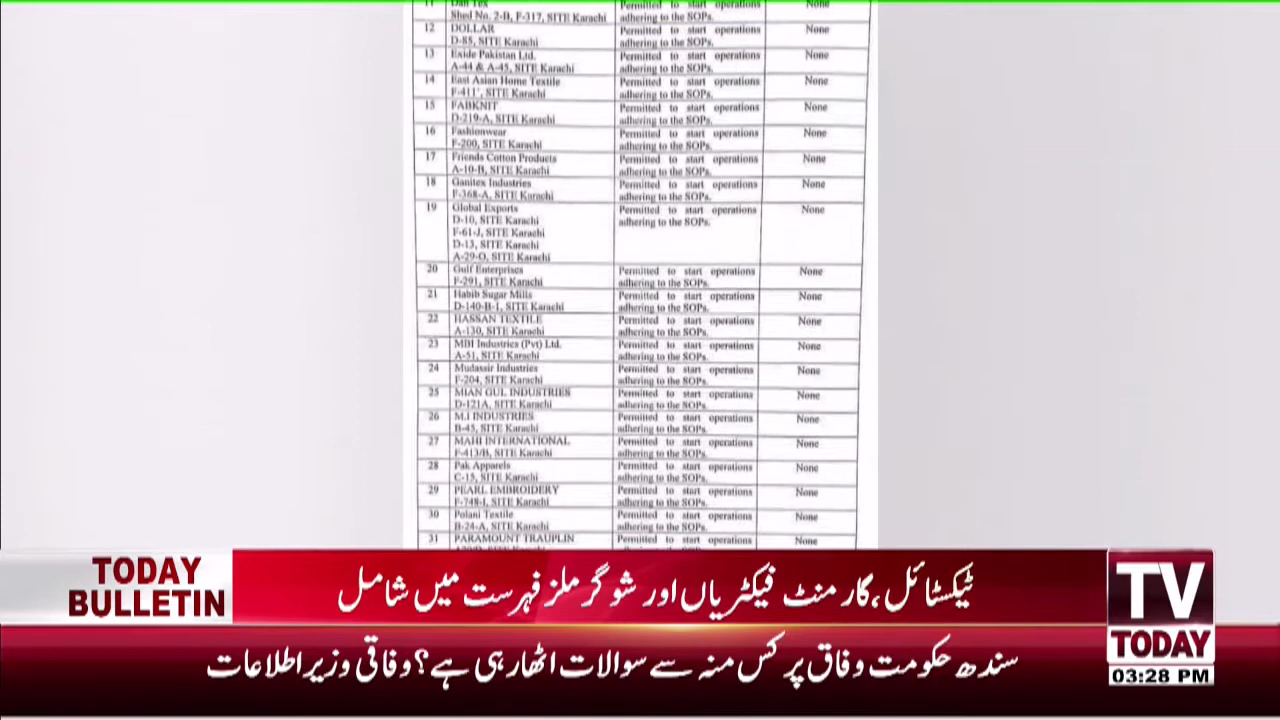 11 Dan Tex Permitted to start operations None
Shed No. 2-B, F-317, SITE Karachi adhering to the SOPs.
12 DOLLAR Permitted to start operations None
D-85, SITE Karachi adhering to the SOPs.
13 Exide Pakistan Ltd. Permitted to start operations None
A-44 & A-45, SITE Karachi adhering to the SOPs.
14 East Asian Home Textile Permitted to start operations None
F-411', SITE Karachi adhering to the SOPs.
15 FABKNIT Permitted to start operations None
D-219-A, SITE Karachi adhering to the SOPs.
16 Fashionwear Permitted to start operations None
F-200, SITE Karachi adhering to the SOPs.
17 Friends Cotton Products Permitted to start operations None
A-10-B, SITE Karachi adhering to the SOPs.
18 Ganitex Industries Permitted to start operations None
F-368-A, SITE Karachi adhering to the SOPs.
19 Global Exports Permitted to start operations None
D-10, SITE Karachi adhering to the SOPs.
F-61-J, SITE Karachi
D-13, SITE Karachi
A-29-O, SITE Karachi
20 Gulf Enterprises Permitted to start operations None
F-291, SITE Karachi adhering to the SOPs.
21 Habib Sugar Mills Permitted to start operations None
D-140-B-1, SITE Karachi adhering to the SOPs.
22 HASSAN TEXTILE Permitted to start operations None
A-130, SITE Karachi adhering to the SOPs.
23 MBI Industries (Pvt) Ltd. Permitted to start operations None
A-51, SITE Karachi adhering to the SOPs.
24 Mudassir Industries Permitted to start operations None
F-204, SITE Karachi adhering to the SOPs.
25 MIAN GUL INDUSTRIES Permitted to start operations None
D-121A, SITE Karachi adhering to the SOPs.
26 M.I INDUSTRIES Permitted to start operations None
B-45, SITE Karachi adhering to the SOPs.
27 MAHI INTERNATIONAL Permitted to start operations None
F-413/B, SITE Karachi adhering to the SOPs.
28 Pak Apparels Permitted to start operations None
C-15, SITE Karachi adhering to the SOPs.
29 PEARL EMBROIDERY Permitted to start operations None
F-748-I, SITE Karachi adhering to the SOPs.
30 Polani Textile Permitted to start operations None
B-24-A, SITE Karachi adhering to the SOPs.
31 PARAMOUNT TRAUPLIN Permitted to start operations None
TODAY
BULLETIN
ٹیکسٹائل، گارمنٹ فیکٹریاں اور شوگر ملز فہرست میں شامل
سندھ حکومت وفاق پر کس منہ سے سوالات اٹھا رہی ہے؟ وفاقی وزیر اطلاعات
TV
TODAY
03:28 PM